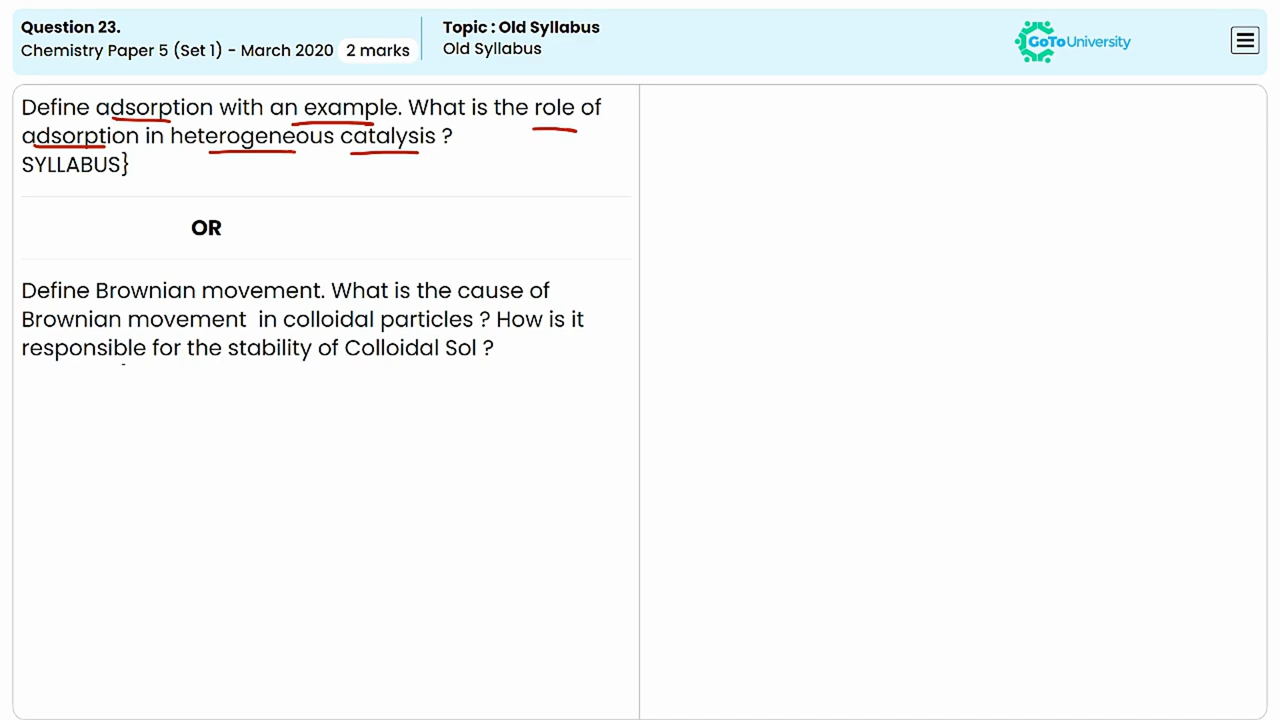 Question 23.
Chemistry Paper 5 (Set 1) - March 2020 2 marks
Topic : Old Syllabus
Old Syllabus
GoToUniversity
Define adsorption with an example. What is the role of
adsorption in heterogeneous catalysis ?
SYLLABUS}
OR
Define Brownian movement. What is the cause of
Brownian movement in colloidal particles ? How is it
responsible for the stability of Colloidal Sol ?